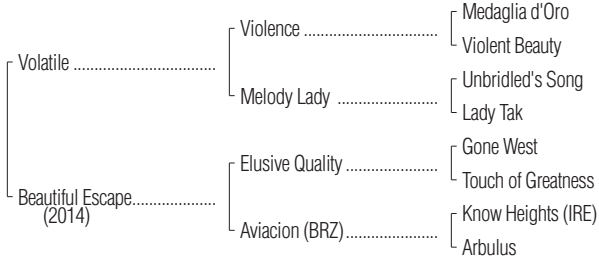 Medaglia d'Oro
Violence ..............................
Violent Beauty
Volatile ................................
Unbridled's Song
Melody Lady ......................
Lady Tak
Gone West
Elusive Quality .....................
Touch of Greatness
Beautiful Escape...................
(2014)
Know Heights (IRE)
Aviacion (BRZ).....................
Arbulus